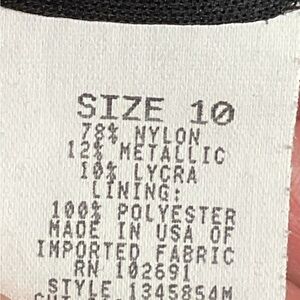 SIZE 10
78% NYLON
12% METALLIC
10% LYCRA
LINING:
100% POLYESTER
MADE IN USA OF
IMPORTED FABRIC
RN 102691
STYLE 1345854M